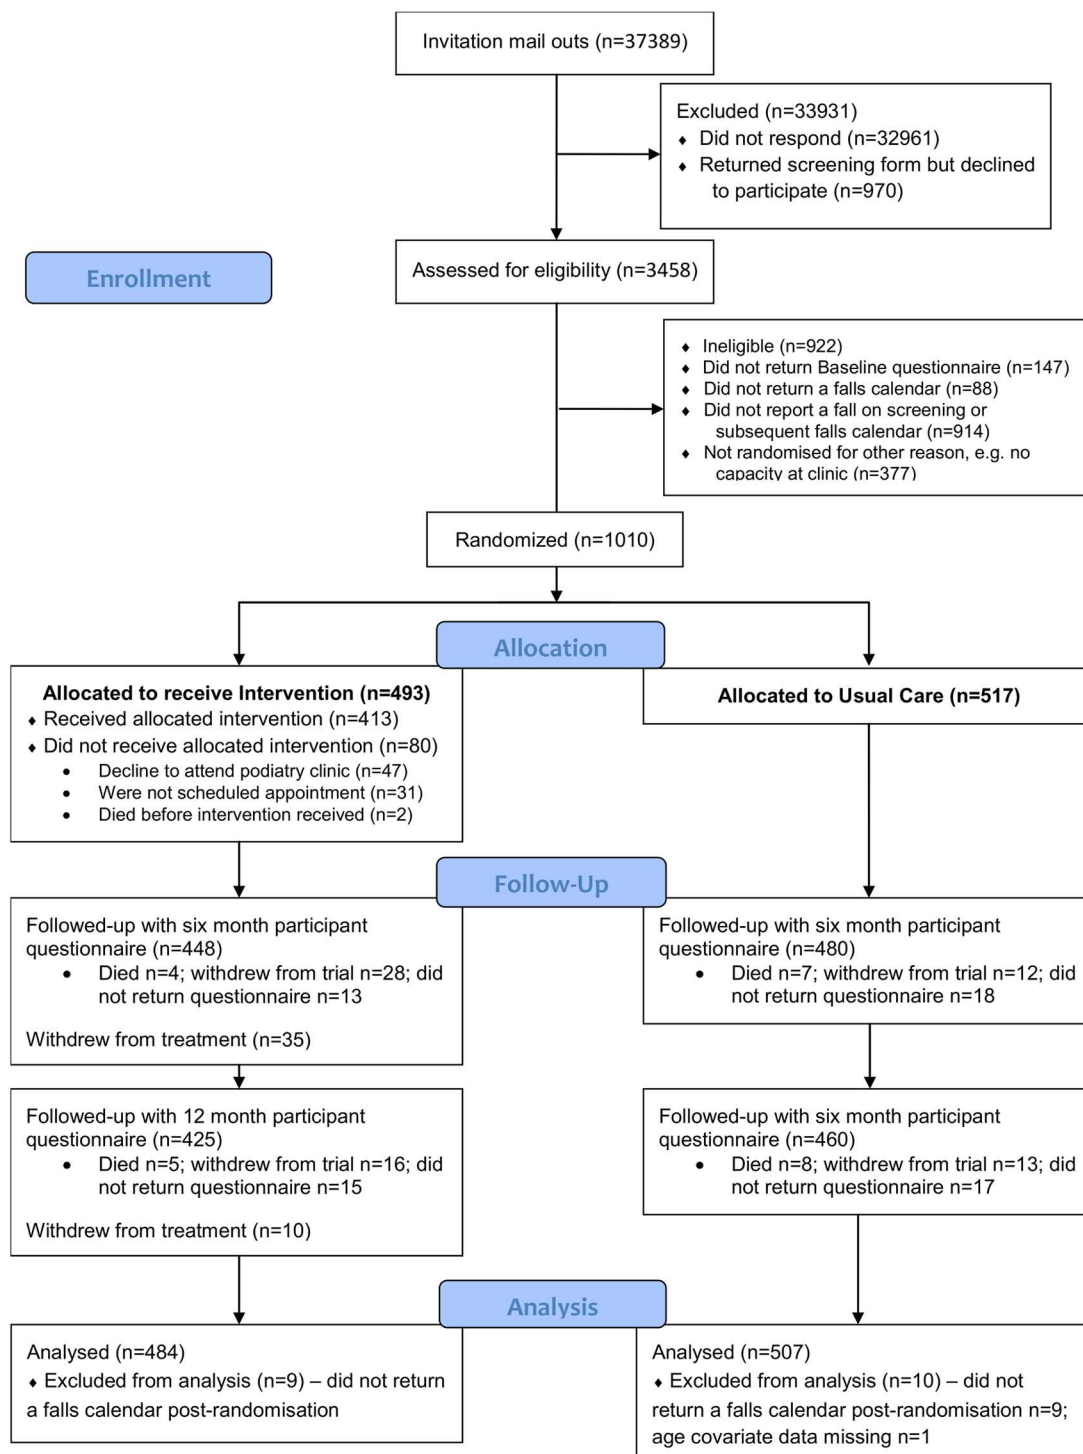 Invitation mail outs (n=37389)
Excluded (n=33931)
♦ Did not respond (n=32961)
♦ Returned screening form but declined
to participate (n=970)
Enrollment
Assessed for eligibility (n=3458)
♦ Ineligible (n=922)
♦ Did not return Baseline questionnaire (n=147)
♦ Did not return a falls calendar (n=88)
♦ Did not report a fall on screening or
subsequent falls calendar (n=914)
♦ Not randomised for other reason, e.g. no
capacity at clinic (n=377)
Randomized (n=1010)
Allocation
Allocated to receive Intervention (n=493)
♦ Received allocated intervention (n=413)
♦ Did not receive allocated intervention (n=80)
• Decline to attend podiatry clinic (n=47)
• Were not scheduled appointment (n=31)
• Died before intervention received (n=2)
Allocated to Usual Care (n=517)
Follow-Up
Followed-up with six month participant
questionnaire (n=448)
• Died n=4; withdrew from trial n=28; did
not return questionnaire n=13
Withdrew from treatment (n=35)
Followed-up with six month participant
questionnaire (n=480)
• Died n=7; withdrew from trial n=12; did
not return questionnaire n=18
Followed-up with 12 month participant
questionnaire (n=425)
• Died n=5; withdrew from trial n=16; did
not return questionnaire n=15
Withdrew from treatment (n=10)
Followed-up with six month participant
questionnaire (n=460)
• Died n=8; withdrew from trial n=13; did
not return questionnaire n=17
Analysis
Analysed (n=484)
♦ Excluded from analysis (n=9) – did not return
a falls calendar post-randomisation
Analysed (n=507)
♦ Excluded from analysis (n=10) – did not
return a falls calendar post-randomisation n=9;
age covariate data missing n=1